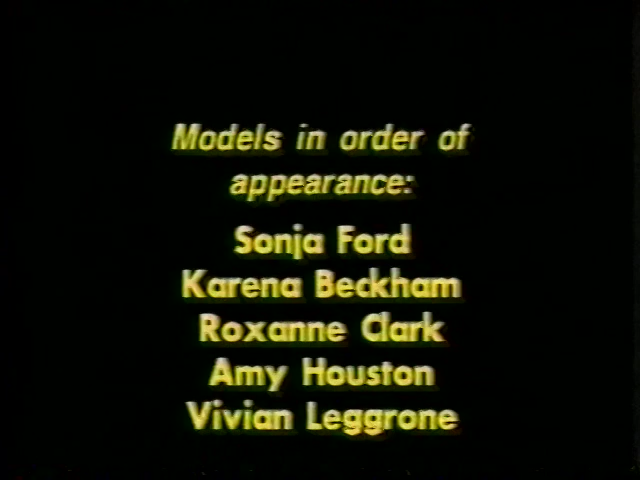 Models in order of
appearance:
Sonja Ford
Karena Beckham
Roxanne Clark
Amy Houston
Vivian Leggrone